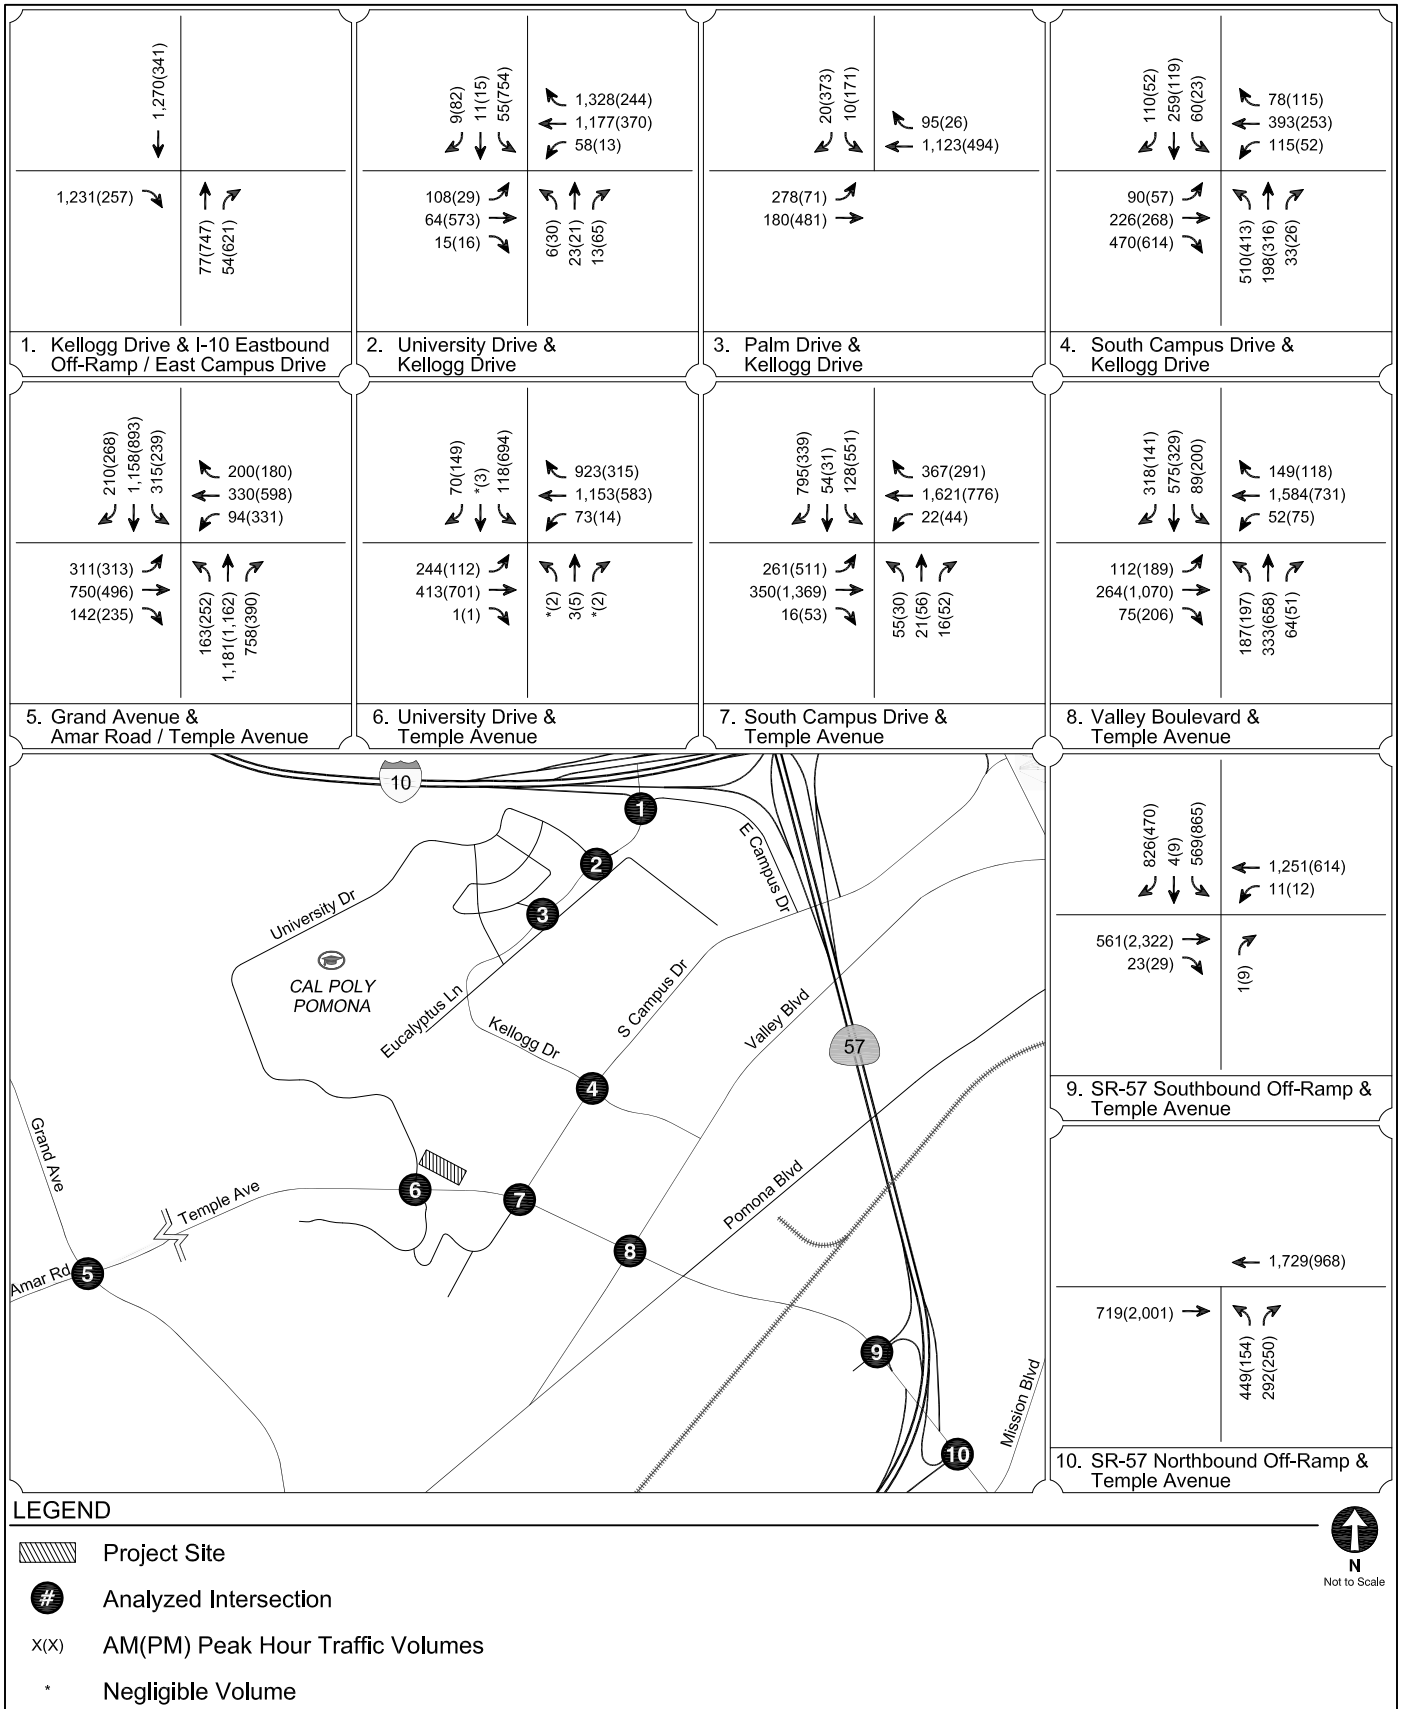 1,270(341)
1,231(257)
77(747)
54(621)
1. Kellogg Drive & I-10 Eastbound
Off-Ramp / East Campus Drive
9(82)
11(15)
55(754)
1,328(244)
1,177(370)
58(13)
108(29)
64(573)
15(16)
6(30)
23(21)
13(65)
2. University Drive &
Kellogg Drive
20(373)
10(171)
95(26)
1,123(494)
278(71)
180(481)
3. Palm Drive &
Kellogg Drive
110(52)
259(119)
60(23)
78(115)
393(253)
115(52)
90(57)
226(268)
470(614)
510(413)
198(316)
33(26)
4. South Campus Drive &
Kellogg Drive
210(268)
1,158(893)
315(239)
200(180)
330(598)
94(331)
311(313)
750(496)
142(235)
163(252)
1,181(1,162)
758(390)
5. Grand Avenue &
Amar Road / Temple Avenue
70(149)
*(3)
118(694)
923(315)
1,153(583)
73(14)
244(112)
413(701)
1(1)
*(2)
3(5)
*(2)
6. University Drive &
Temple Avenue
795(339)
54(31)
128(551)
367(291)
1,621(776)
22(44)
261(511)
350(1,369)
16(53)
55(30)
21(56)
16(52)
7. South Campus Drive &
Temple Avenue
318(141)
575(329)
89(200)
149(118)
1,584(731)
52(75)
112(189)
264(1,070)
75(206)
187(197)
333(658)
64(51)
8. Valley Boulevard &
Temple Avenue
10
1
2
3
4
5
6
7
8
9
10
57
E Campus Dr
University Dr
CAL POLY
POMONA
Eucalyptus Ln
Kellogg Dr
S Campus Dr
Valley Blvd
Grand Ave
Temple Ave
Amar Rd
Pomona Blvd
Mission Blvd
826(470)
4(9)
569(865)
1,251(614)
11(12)
561(2,322)
23(29)
1(9)
9. SR-57 Southbound Off-Ramp &
Temple Avenue
1,729(968)
719(2,001)
449(154)
292(250)
10. SR-57 Northbound Off-Ramp &
Temple Avenue
LEGEND
Project Site
# Analyzed Intersection
X(X) AM(PM) Peak Hour Traffic Volumes
* Negligible Volume
N
Not to Scale